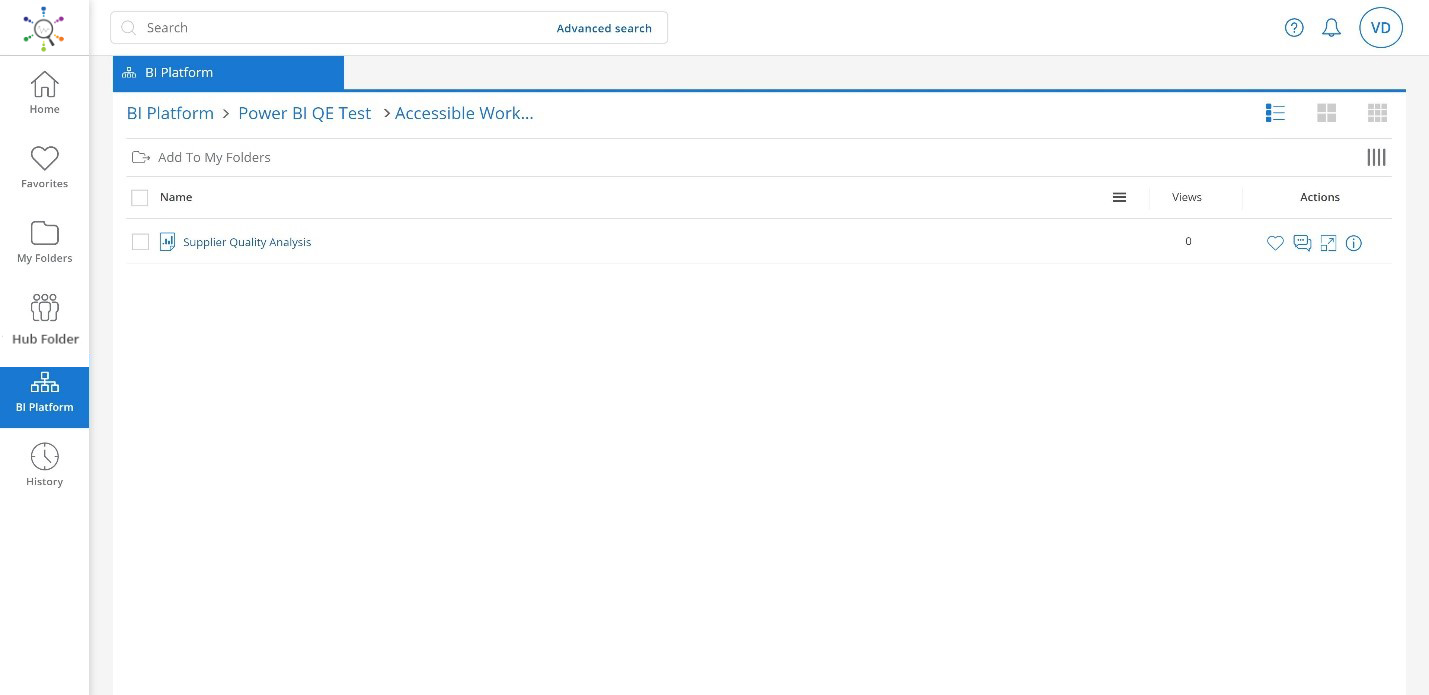 Search
Advanced search
VD
BI Platform
Home
Favorites
My Folders
Hub Folder
BI Platform
History
BI Platform > Power BI QE Test > Accessible Work...
Add To My Folders
Name Views Actions
Supplier Quality Analysis 0